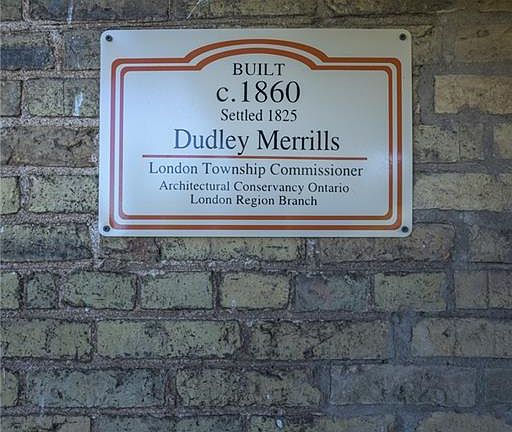 BUILT
c.1860
Settled 1825
Dudley Merrills
London Township Commissioner
Architectural Conservancy Ontario
London Region Branch